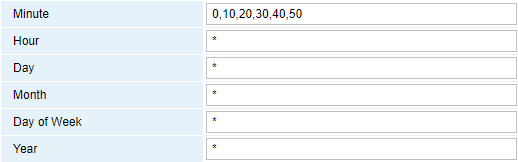 Minute 0,10,20,30,40,50
Hour *
Day *
Month *
Day of Week *
Year *